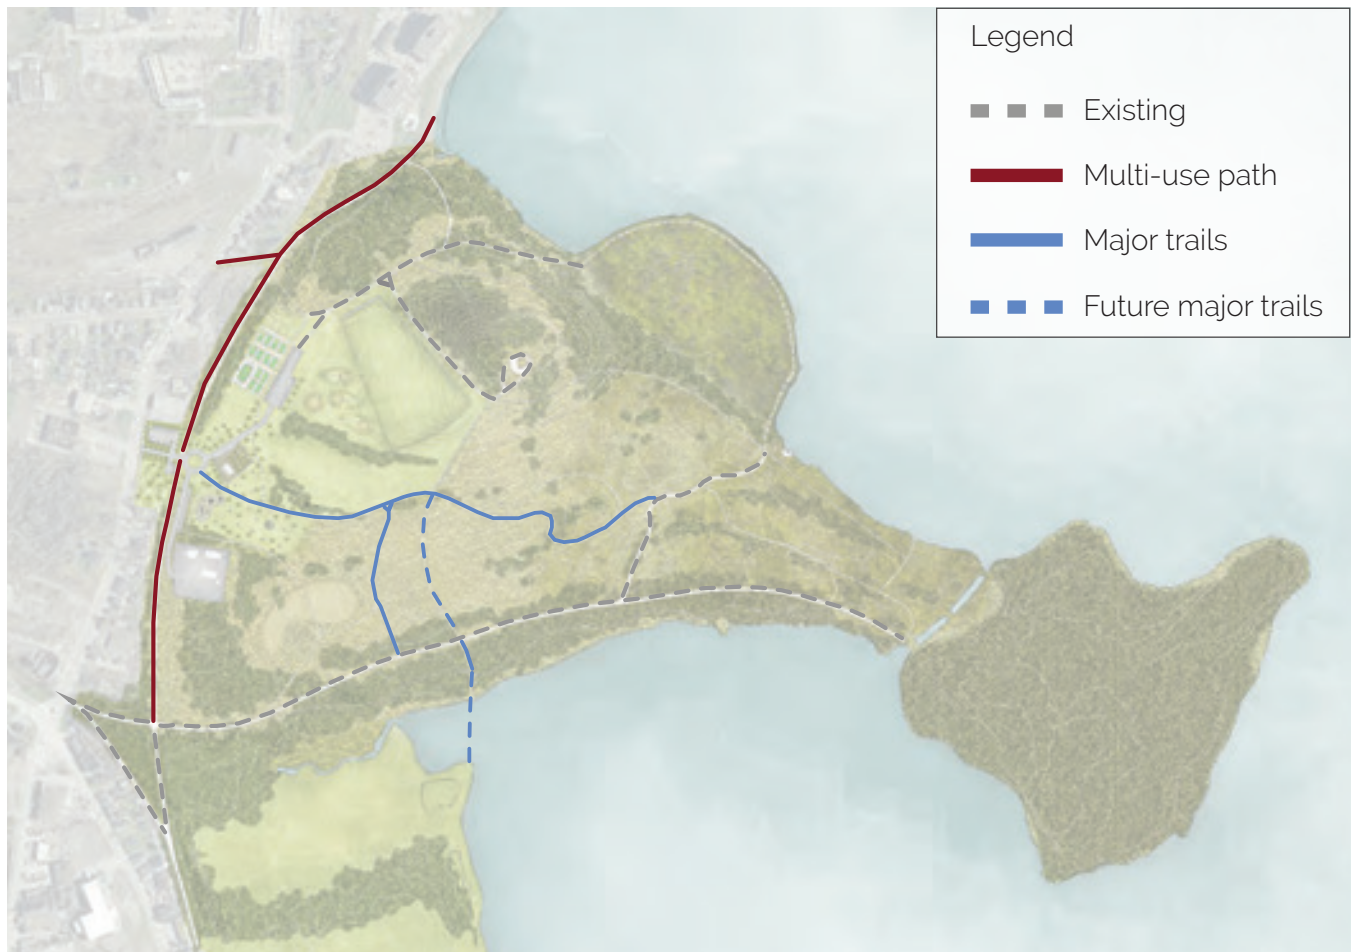 Legend
Existing
Multi-use path
Major trails
Future major trails